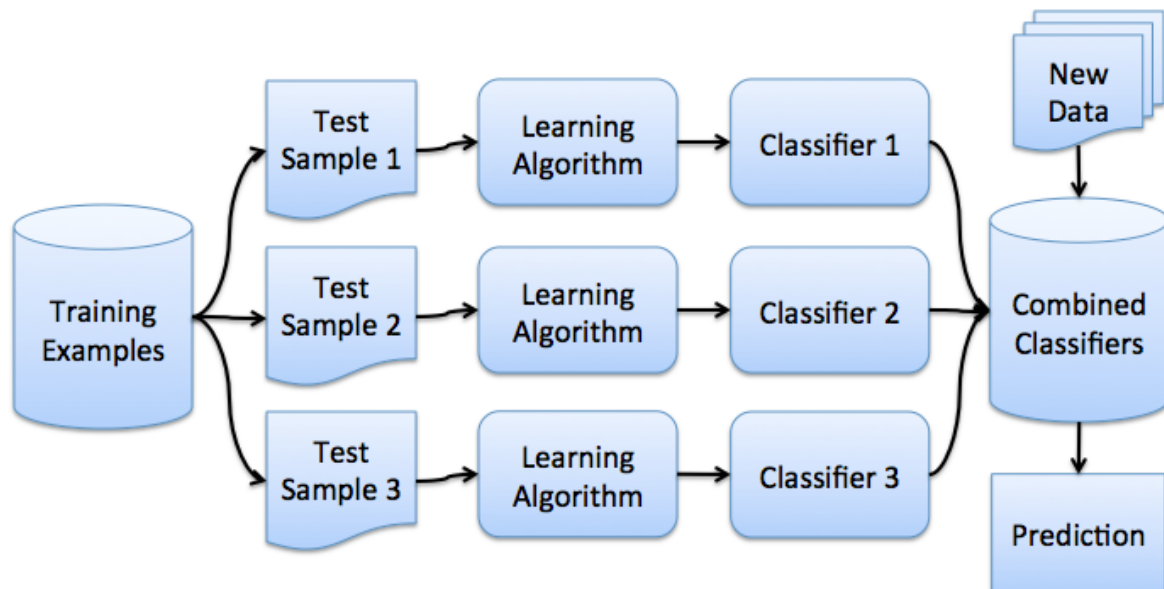 Training
Examples
Test
Sample 1
Learning
Algorithm
Classifier 1
Test
Sample 2
Learning
Algorithm
Classifier 2
Test
Sample 3
Learning
Algorithm
Classifier 3
New
Data
Combined
Classifiers
Prediction